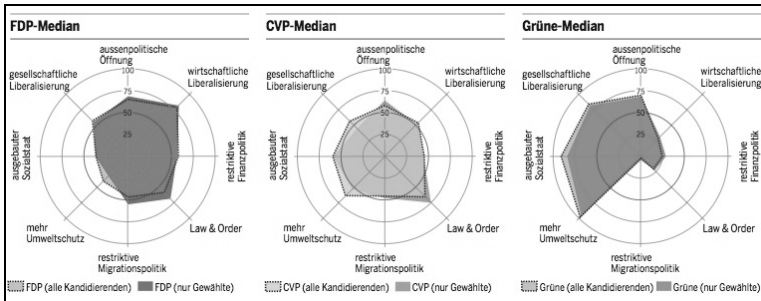 FDP-Median
aussenpolitische
Öffnung
gesellschaftliche
Liberalisierung
wirtschaftliche
Liberalisierung
100
75
50
25
ausgebauter
Sozialstaat
restriktive
Finanzpolitik
mehr
Umweltschutz
Law & Order
restriktive
Migrationspolitik
FDP (alle Kandidierenden) FDP (nur Gewählte)
CVP-Median
aussenpolitische
Öffnung
gesellschaftliche
Liberalisierung
wirtschaftliche
Liberalisierung
100
75
50
25
ausgebauter
Sozialstaat
restriktive
Finanzpolitik
mehr
Umweltschutz
Law & Order
restriktive
Migrationspolitik
CVP (alle Kandidierenden) CVP (nur Gewählte)
Grüne-Median
aussenpolitische
Öffnung
gesellschaftliche
Liberalisierung
wirtschaftliche
Liberalisierung
100
75
50
25
ausgebauter
Sozialstaat
restriktive
Finanzpolitik
mehr
Umweltschutz
Law & Order
restriktive
Migrationspolitik
Grüne (alle Kandidierenden) Grüne (nur Gewählte)